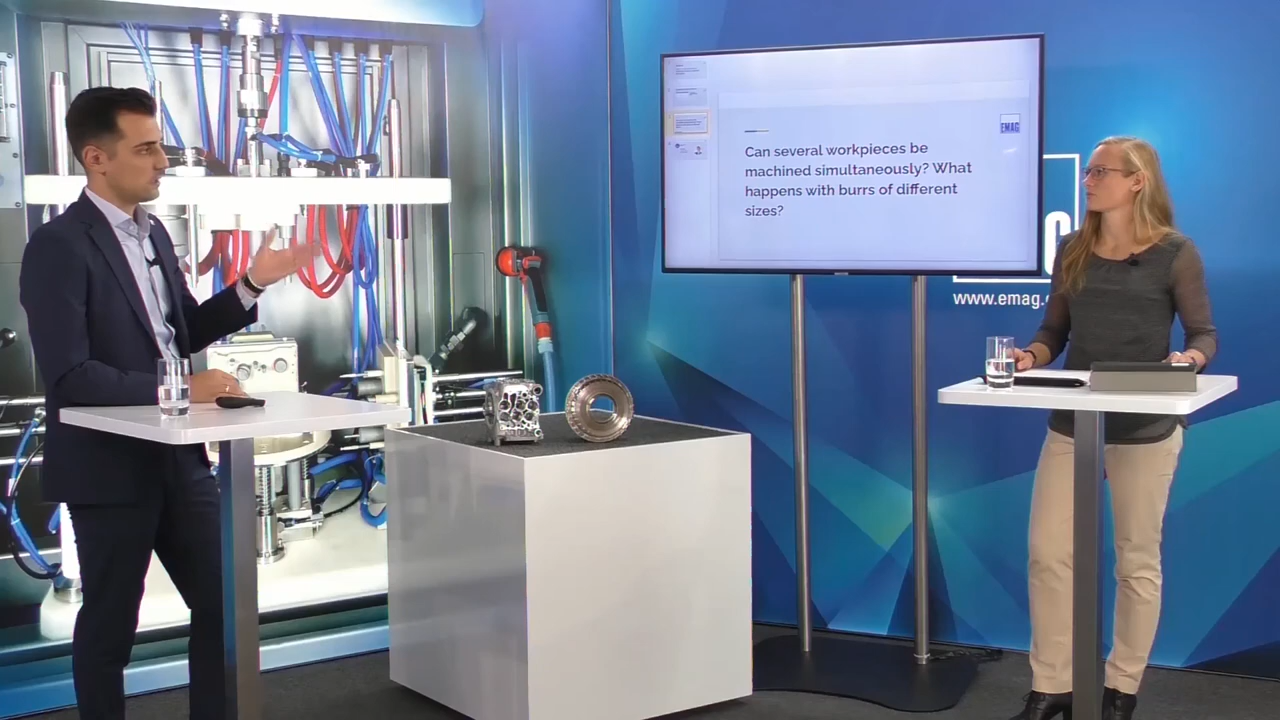 EMAG
Can several workpieces be
machined simultaneously? What
happens with burrs of different
sizes?
www.emag.